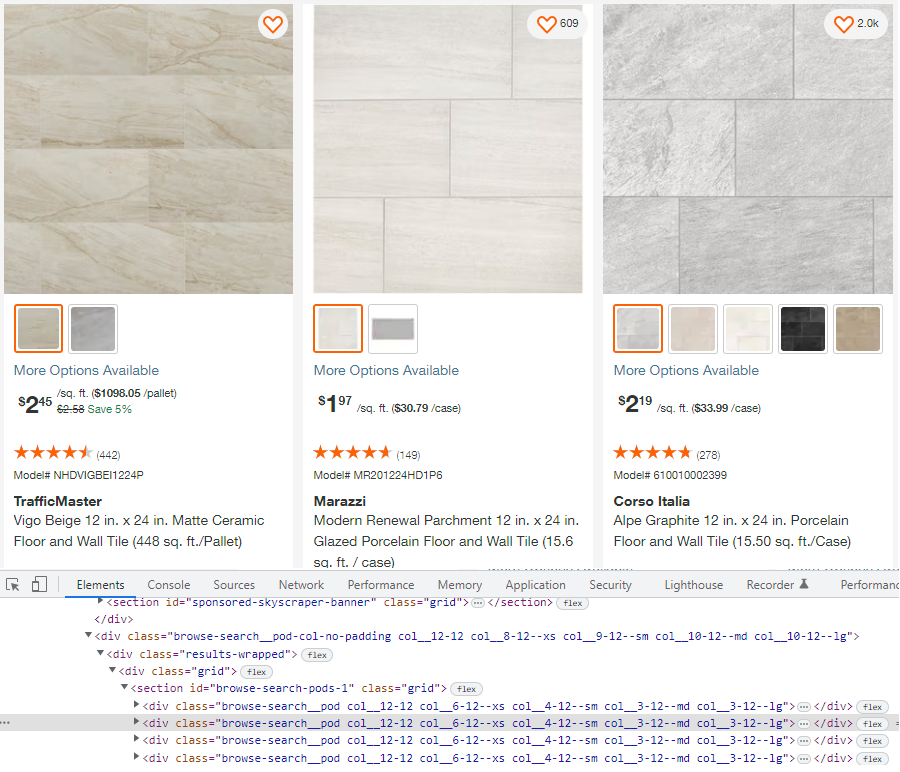 609
2.0k
More Options Available
More Options Available
More Options Available
$2.45 /sq. ft. ($1098.05 /pallet)
$2.58 Save 5%
$1.97 /sq. ft. ($30.79 /case)
$2.19 /sq. ft. ($33.99 /case)
(442)
(149)
(278)
Model# NHDVIGBEI1224P
Model# MR201224HD1P6
Model# 610010002399
TrafficMaster
Vigo Beige 12 in. x 24 in. Matte Ceramic
Floor and Wall Tile (448 sq. ft./Pallet)
Marazzi
Modern Renewal Parchment 12 in. x 24 in.
Glazed Porcelain Floor and Wall Tile (15.6
sq. ft. / case)
Corso Italia
Alpe Graphite 12 in. x 24 in. Porcelain
Floor and Wall Tile (15.50 sq. ft./Case)
Elements Console Sources Network Performance Memory Application Security Lighthouse Recorder
<section id="sponsored-skyscraper-banner" class="grid">…</section> flex
</div>
<div class="browse-search__pod-col-no-padding col__12-12 col__8-12--xs col__9-12--sm col__10-12--md col__10-12--lg">
<div class="results-wrapped"> flex
<div class="grid"> flex
<section id="browse-search-pods-1" class="grid"> flex
<div class="browse-search__pod col__12-12 col__6-12--xs col__4-12--sm col__3-12--md col__3-12--lg">…</div> flex
<div class="browse-search__pod col__12-12 col__6-12--xs col__4-12--sm col__3-12--md col__3-12--lg">…</div> flex
<div class="browse-search__pod col__12-12 col__6-12--xs col__4-12--sm col__3-12--md col__3-12--lg">…</div> flex
<div class="browse-search__pod col__12-12 col__6-12--xs col__4-12--sm col__3-12--md col__3-12--lg">…</div> flex